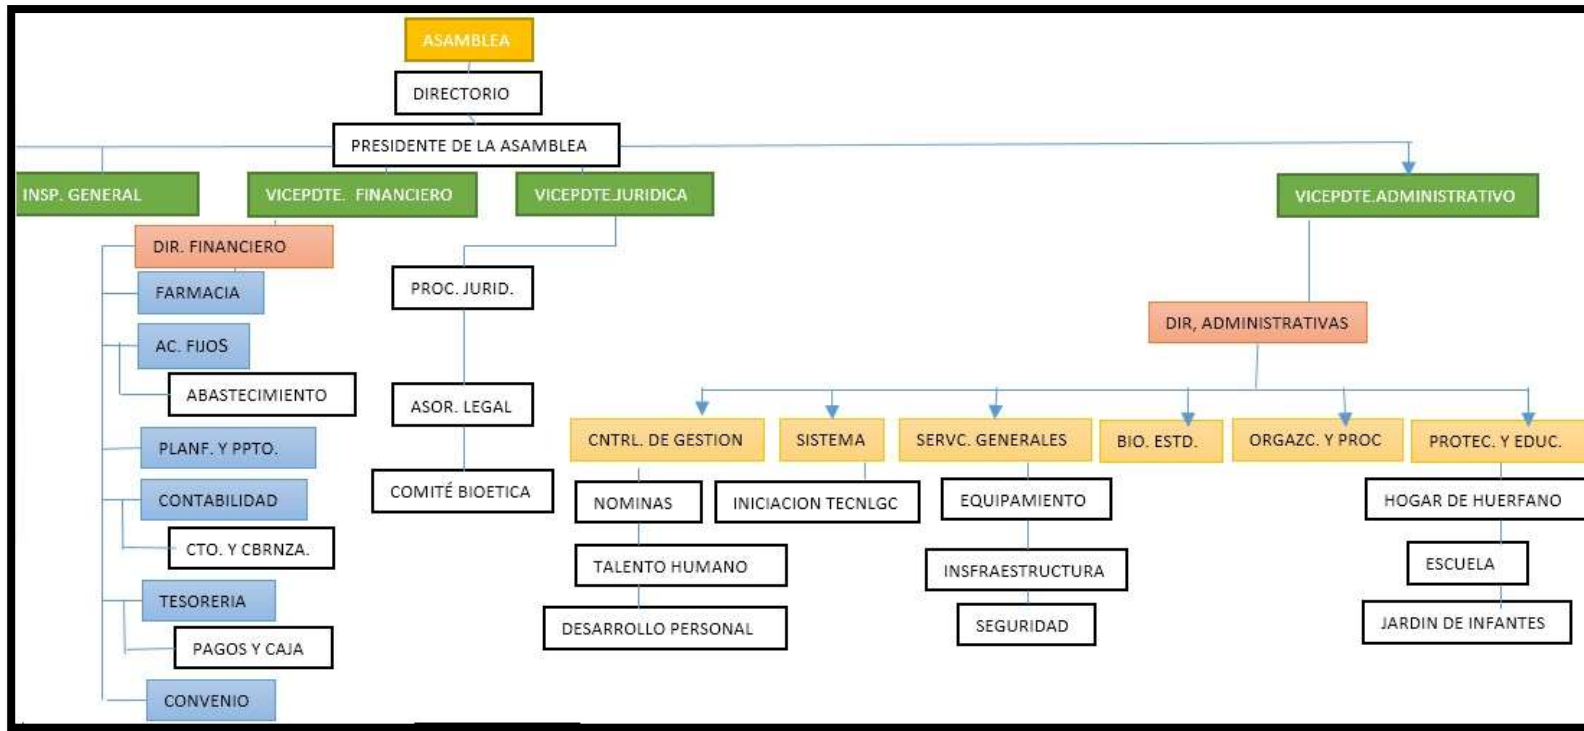 ASAMBLEA
DIRECTORIO
PRESIDENTE DE LA ASAMBLEA
INSP. GENERAL
VICEPDTE. FINANCIERO
VICEPDTE.JURIDICA
VICEPDTE.ADMINISTRATIVO
DIR. FINANCIERO
FARMACIA
AC. FIJOS
ABASTECIMIENTO
PLANF. Y PPTO.
CONTABILIDAD
CTO. Y CBRNZA.
TESORERIA
PAGOS Y CAJA
CONVENIO
PROC. JURID.
ASOR. LEGAL
COMITÉ BIOETICA
DIR, ADMINISTRATIVAS
CNTRL. DE GESTION
SISTEMA
SERVC. GENERALES
BIO. ESTD.
ORGAZC. Y PROC
PROTEC. Y EDUC.
NOMINAS
TALENTO HUMANO
DESARROLLO PERSONAL
INICIACION TECNLGC
EQUIPAMIENTO
INSFRAESTRUCTURA
SEGURIDAD
HOGAR DE HUERFANO
ESCUELA
JARDIN DE INFANTES